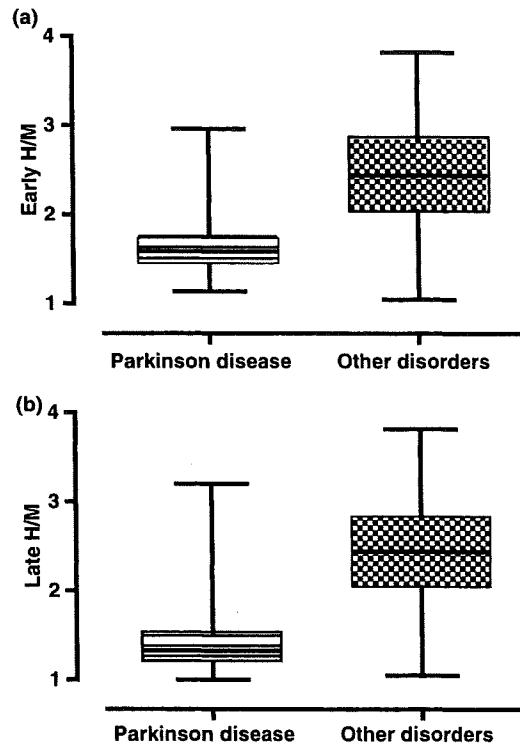 (a)
4
3
2
1
Early H/M
Parkinson disease
Other disorders
(b)
4
3
2
1
Late H/M
Parkinson disease
Other disorders